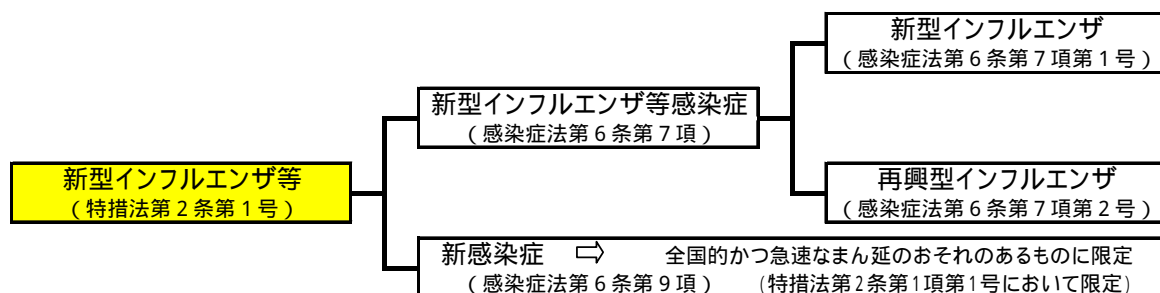 新型インフルエンザ等
(特措法第2条第1号)
新型インフルエンザ等感染症
(感染症法第6条第7項)
新型インフルエンザ
(感染症法第6条第7項第1号)
再興型インフルエンザ
(感染症法第6条第7項第2号)
新感染症 ⇨ 全国的かつ急速なまん延のおそれのあるものに限定
(感染症法第6条第9項) (特措法第2条第1項第1号において限定)